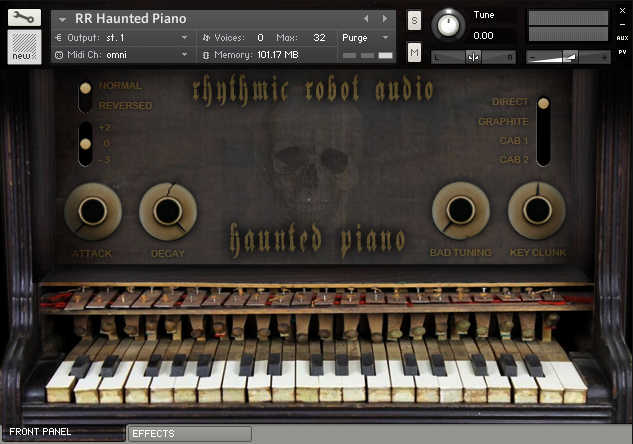 RR Haunted Piano
Output: st. 1
Voices: 0 Max: 32
Purge
Midi Ch: omni
Memory: 101.17 MB
new
S
M
Tune
0.00
L R
- +
AUX
PV
NORMAL
REVERSED
+2
0
-3
rhythmic robot audio
DIRECT
GRAPHITE
CAB 1
CAB 2
ATTACK
DECAY
haunted piano
BAD TUNING
KEY CLUNK
FRONT PANEL
EFFECTS